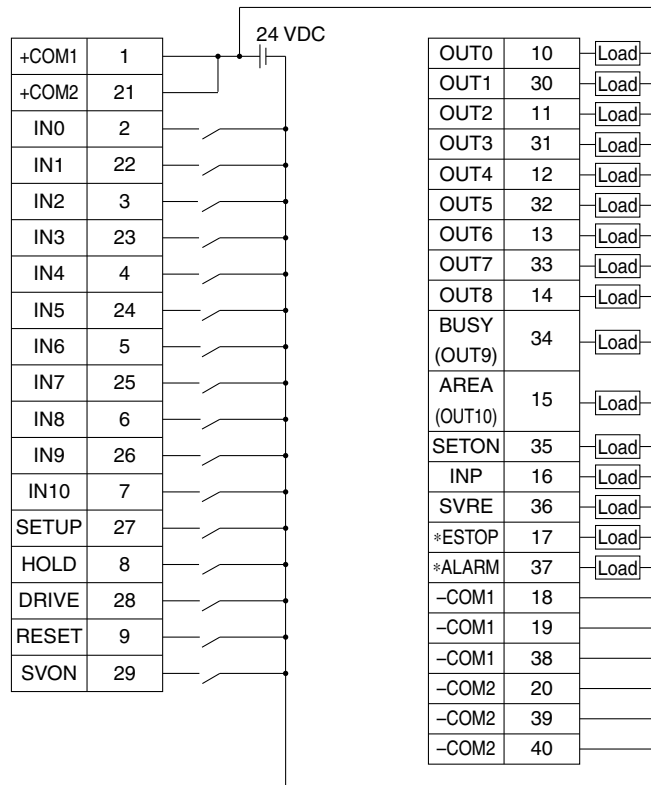 24 VDC
+COM1 1
+COM2 21
IN0 2
IN1 22
IN2 3
IN3 23
IN4 4
IN5 24
IN6 5
IN7 25
IN8 6
IN9 26
IN10 7
SETUP 27
HOLD 8
DRIVE 28
RESET 9
SVON 29
OUT0 10 Load
OUT1 30 Load
OUT2 11 Load
OUT3 31 Load
OUT4 12 Load
OUT5 32 Load
OUT6 13 Load
OUT7 33 Load
OUT8 14 Load
BUSY
(OUT9) 34 Load
AREA
(OUT10) 15 Load
SETON 35 Load
INP 16 Load
SVRE 36 Load
*ESTOP 17 Load
*ALARM 37 Load
–COM1 18
–COM1 19
–COM1 38
–COM2 20
–COM2 39
–COM2 40